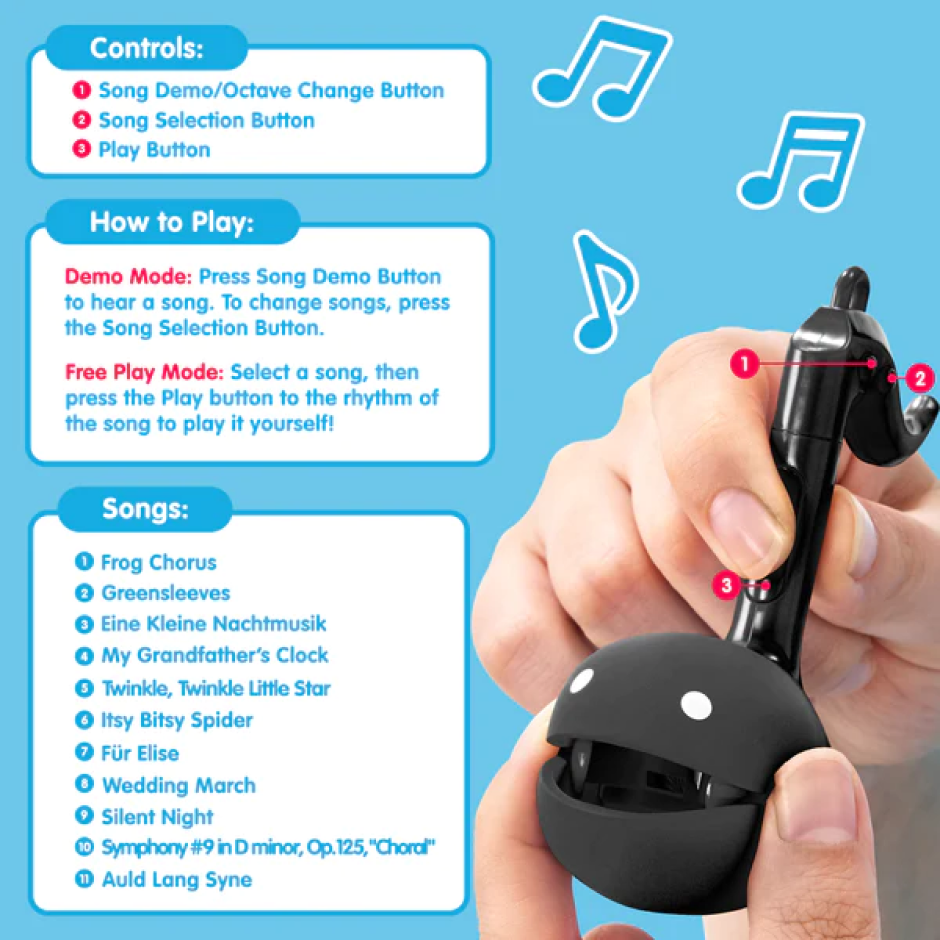 Controls:
1 Song Demo/Octave Change Button
2 Song Selection Button
3 Play Button
How to Play:
Demo Mode: Press Song Demo Button
to hear a song. To change songs, press
the Song Selection Button.
Free Play Mode: Select a song, then
press the Play button to the rhythm of
the song to play it yourself!
Songs:
1 Frog Chorus
2 Greensleeves
3 Eine Kleine Nachtmusik
4 My Grandfather's Clock
5 Twinkle, Twinkle Little Star
6 Itsy Bitsy Spider
7 Für Elise
8 Wedding March
9 Silent Night
10 Symphony #9 in D minor, Op.125, "Choral"
11 Auld Lang Syne
1
2
3